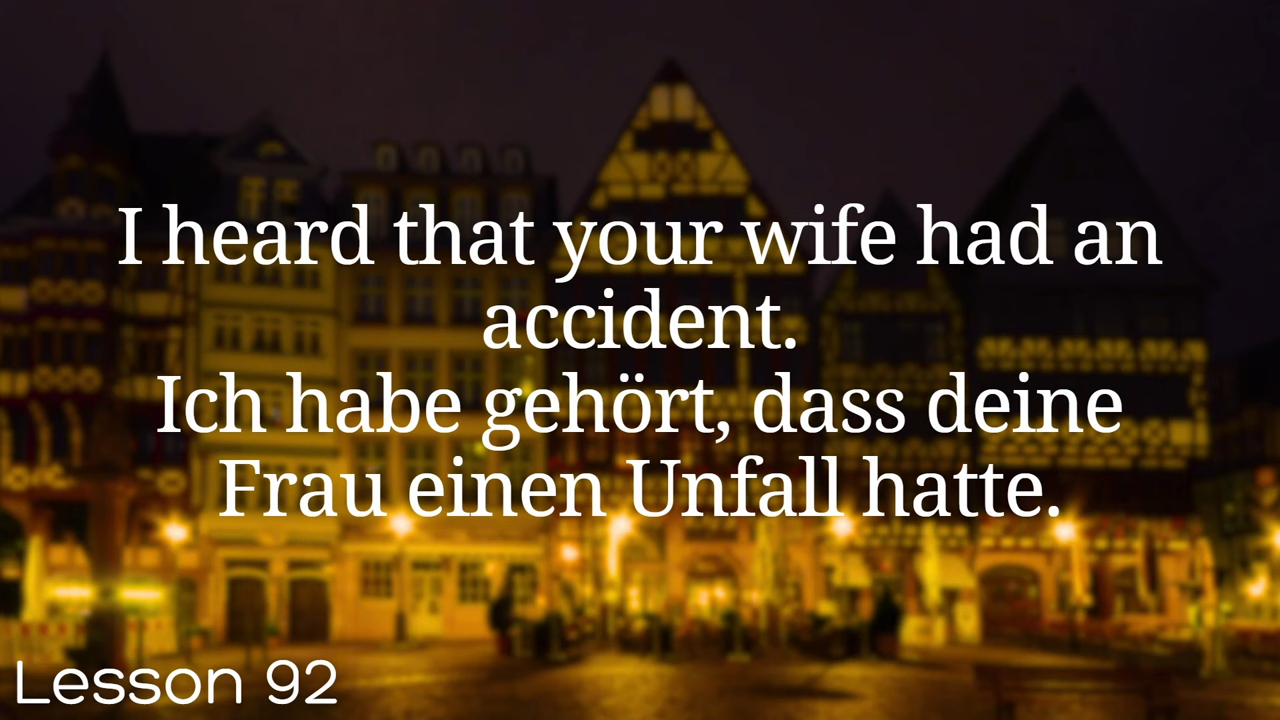 I heard that your wife had an
accident.
Ich habe gehört, dass deine
Frau einen Unfall hatte.
Lesson 92